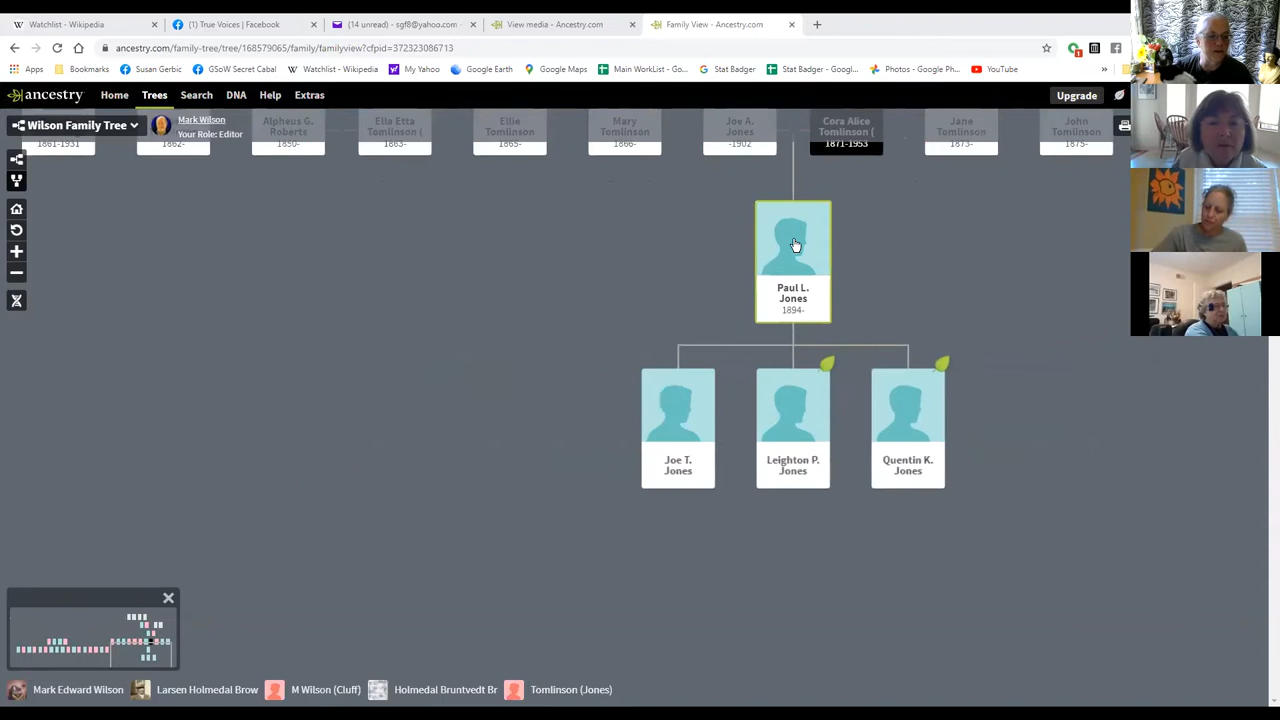 Watchlist - Wikipedia
(1) True Voices | Facebook
(14 unread) - sgf8@yahoo.com -
View media - Ancestry.com
Family View - Ancestry.com
ancestry.com/family-tree/tree/168579065/family/familyview?cfpid=372323086713
Apps
Bookmarks
Susan Gerbic
GSoW Secret Cabal
Watchlist - Wikipedia
My Yahoo
Google Earth
Google Maps
Main WorkList - Go...
Stat Badger
Stat Badger - Googl...
Photos - Google Ph...
YouTube
»
ancestry
Home
Trees
Search
DNA
Help
Extras
Upgrade
Wilson Family Tree
Mark Wilson
Your Role: Editor
1861-1931
1862-
Alpheus G.
Roberts
1890-
Ella Etta
Tomlinson (
1863-
Ellie
Tomlinson
1865-
Mary
Tomlinson
1866-
Joe A.
Jones
-1902
Cora Alice
Tomlinson (
1871-1953
Jane
Tomlinson
1873-
John
Tomlinson
1875-
Paul L.
Jones
1894-
Joe T.
Jones
Leighton P.
Jones
Quentin K.
Jones
Mark Edward Wilson
Larsen Holmedal Brow
M Wilson (Cluff)
Holmedal Bruntvedt Br
Tomlinson (Jones)